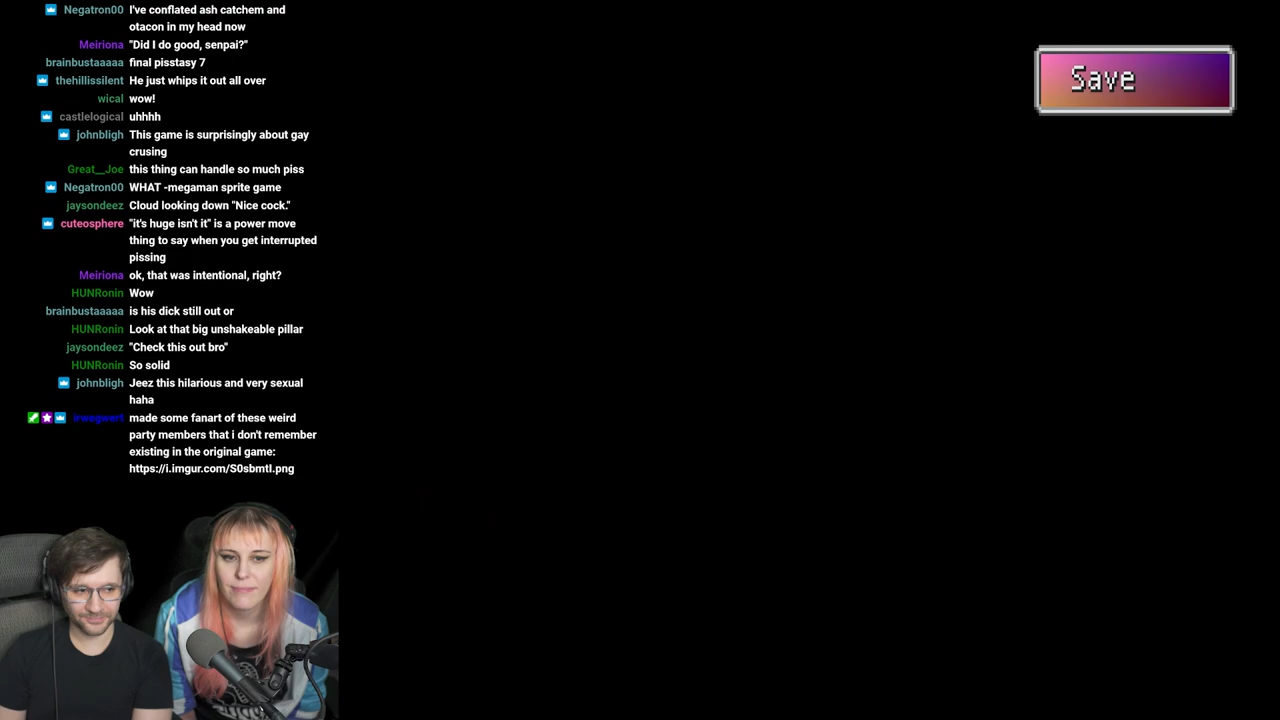 Negatron00 I've conflated ash catchem and
otacon in my head now
Meiriona "Did I do good, senpai?"
brainbustaaaaa final pisstasy 7
thehillissilent He just whips it out all over
wical wow!
castlelogical uhhhh
johnbligh This game is surprisingly about gay
crusing
Great__Joe this thing can handle so much piss
Negatron00 WHAT -megaman sprite game
jaysondeez Cloud looking down "Nice cock."
cuteosphere "it's huge isn't it" is a power move
thing to say when you get interrupted
pissing
Meiriona ok, that was intentional, right?
HUNRonin Wow
brainbustaaaaa is his dick still out or
HUNRonin Look at that big unshakeable pillar
jaysondeez "Check this out bro"
HUNRonin So solid
johnbligh Jeez this hilarious and very sexual
haha
made some fanart of these weird
party members that i don't remember
existing in the original game:
https://i.imgur.com/S0sbmtI.png
Save